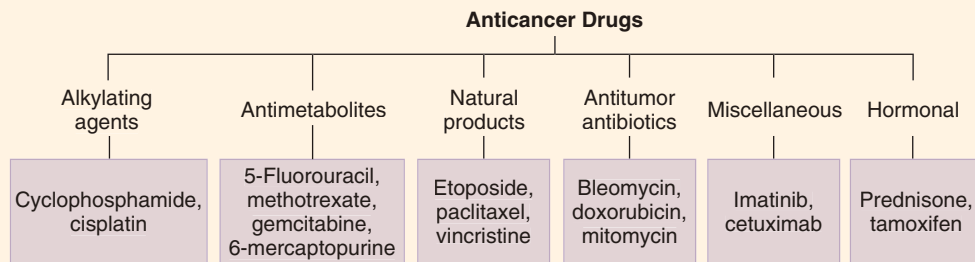 Anticancer Drugs
Alkylating
agents
Antimetabolites
Natural
products
Antitumor
antibiotics
Miscellaneous
Hormonal
Cyclophosphamide,
cisplatin
5-Fluorouracil,
methotrexate,
gemcitabine,
6-mercaptopurine
Etoposide,
paclitaxel,
vincristine
Bleomycin,
doxorubicin,
mitomycin
Imatinib,
cetuximab
Prednisone,
tamoxifen